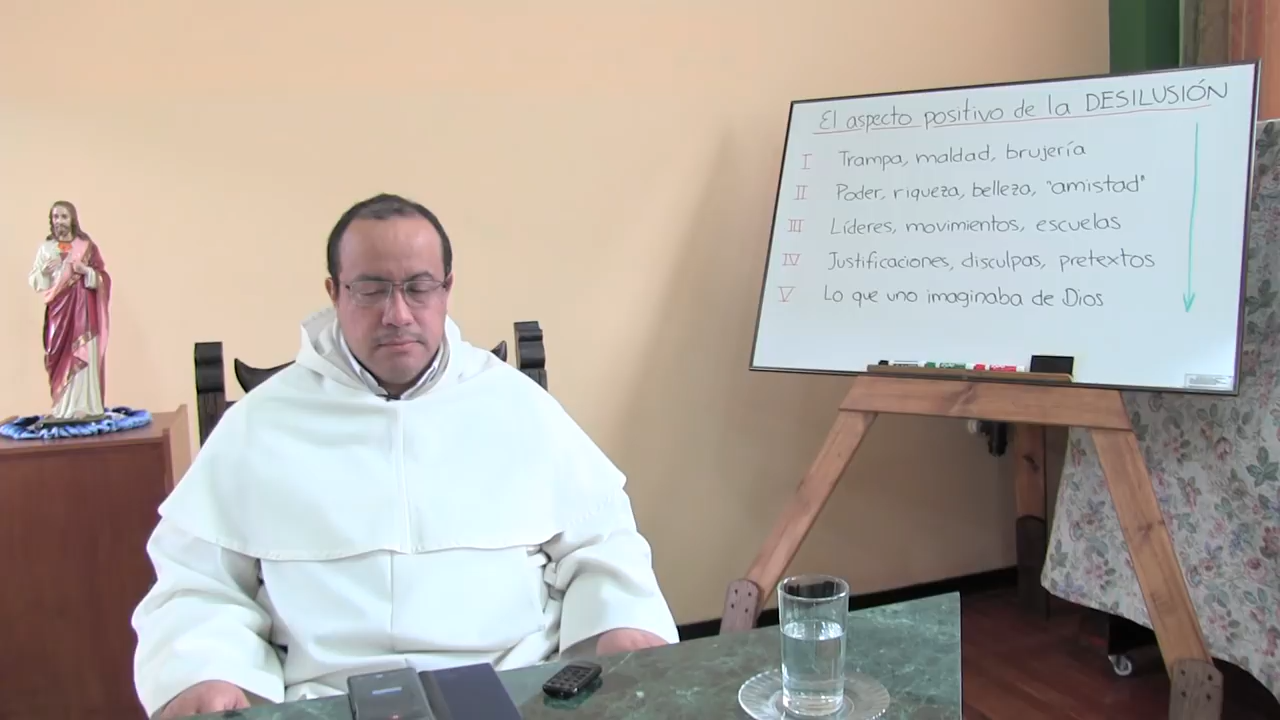 El aspecto positivo de la DESILUSIÓN
I Trampa, maldad, brujería
II Poder, riqueza, belleza, "amistad"
III Líderes, movimientos, escuelas
IV Justificaciones, disculpas, pretextos
V Lo que uno imaginaba de Dios